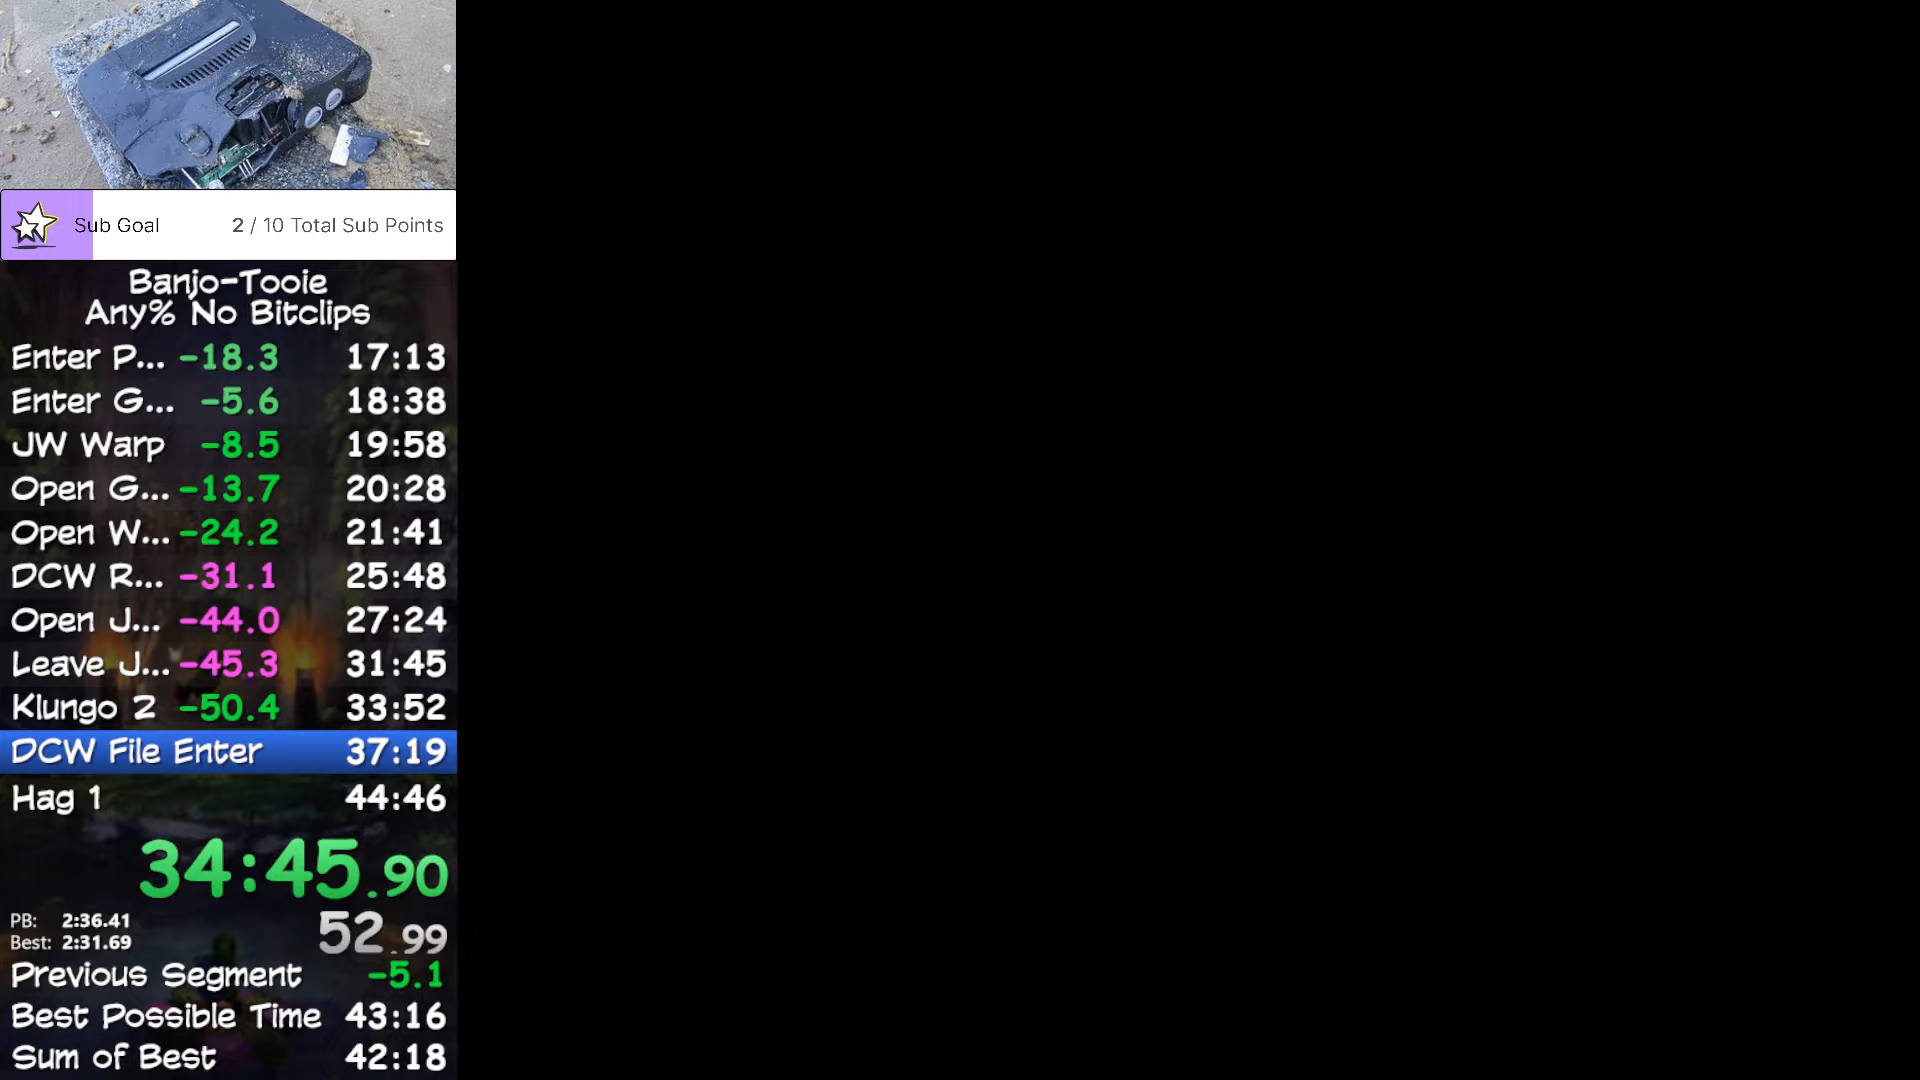 Sub Goal 2 / 10 Total Sub Points
Banjo-Tooie
Any% No Bitclips
Enter P... -18.3 17:13
Enter G... -5.6 18:38
JW Warp -8.5 19:58
Open G... -13.7 20:28
Open W... -24.2 21:41
DCW R... -31.1 25:48
Open J... -44.0 27:24
Leave J... -45.3 31:45
Klungo 2 -50.4 33:52
DCW File Enter 37:19
Hag 1 44:46
34:45.90
PB: 2:36.41 52.99
Best: 2:31.69
Previous Segment -5.1
Best Possible Time 43:16
Sum of Best 42:18